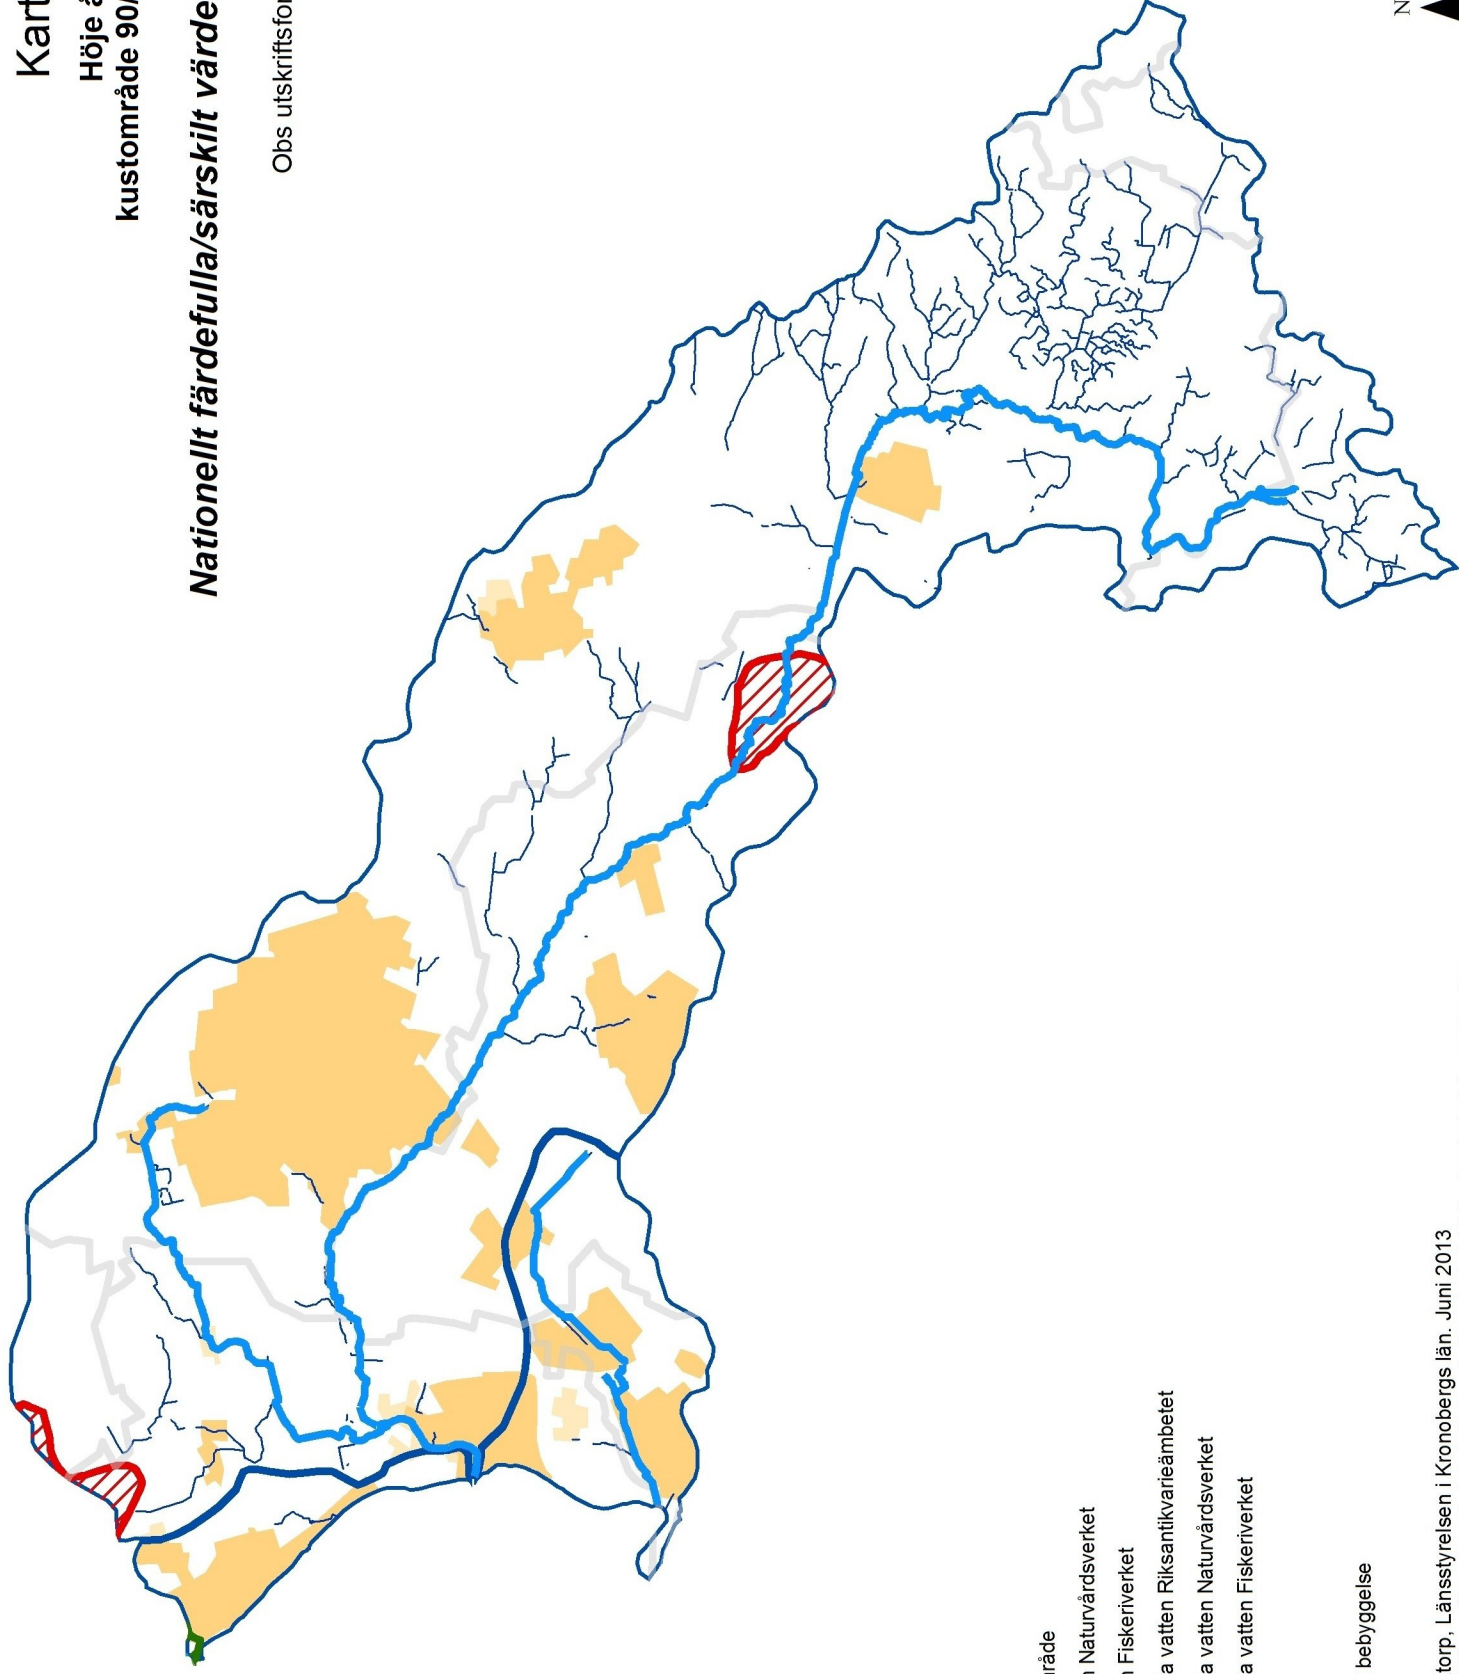 Kart
Höje å
kustområde 90/
Nationellt färdefulla/särskilt värde
Obs utskriftsfor
N
råde
n Naturvårdsverket
n Fiskeriverket
a vatten Riksantikvarieämbetet
a vatten Naturvårdsverket
a vatten Fiskeriverket
bebyggelse
torp, Länsstyrelsen i Kronobergs län. Juni 2013